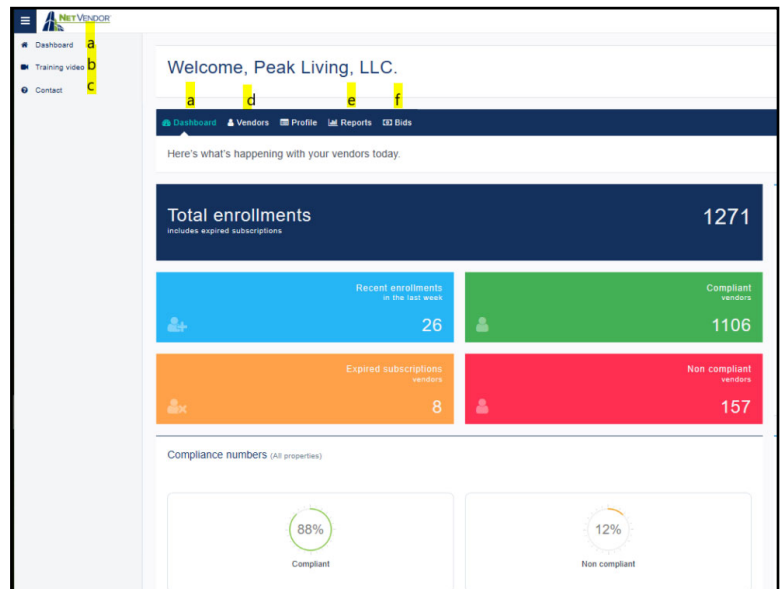 NETVENDOR
Dashboard a
Training video b
Contact c
Welcome, Peak Living, LLC.
a d e f
Dashboard Vendors Profile Reports Bids
Here's what's happening with your vendors today.
Total enrollments 1271
includes expired subscriptions
Recent enrollments
in the last week
26
Compliant
vendors
1106
Expired subscriptions
vendors
8
Non compliant
vendors
157
Compliance numbers (All properties)
88%
Compliant
12%
Non compliant